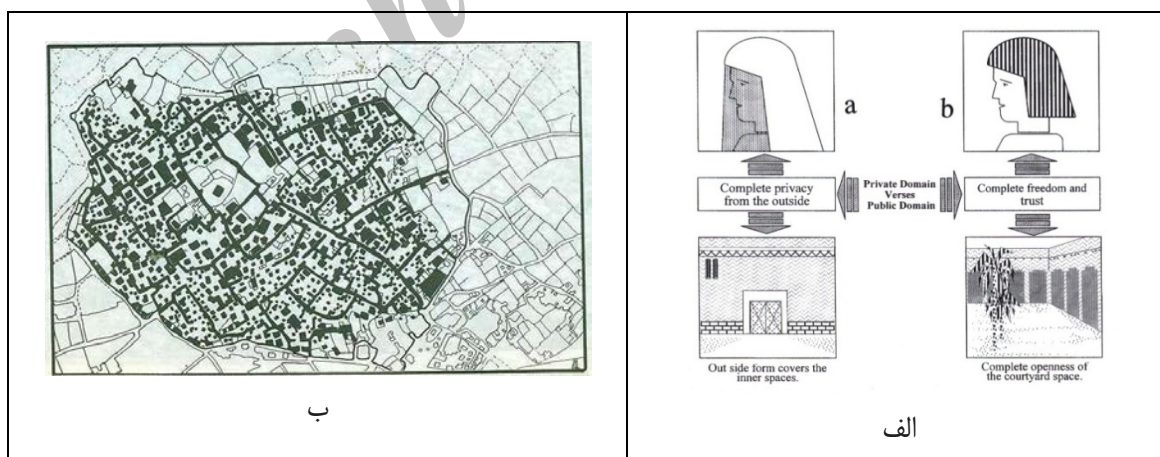 a
b
Complete privacy
from the outside
Private Domain
Verses
Public Domain
Complete freedom and
trust
Out side form covers the
inner spaces.
Complete openness of
the courtyard space.
ب
الف